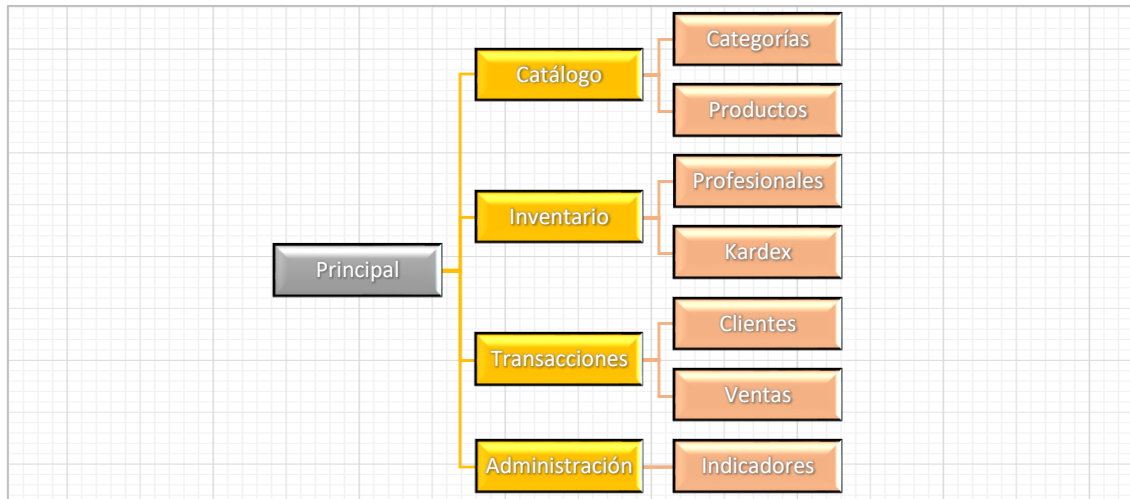 Principal
Catálogo
Categorías
Productos
Inventario
Profesionales
Kardex
Transacciones
Clientes
Ventas
Administración
Indicadores